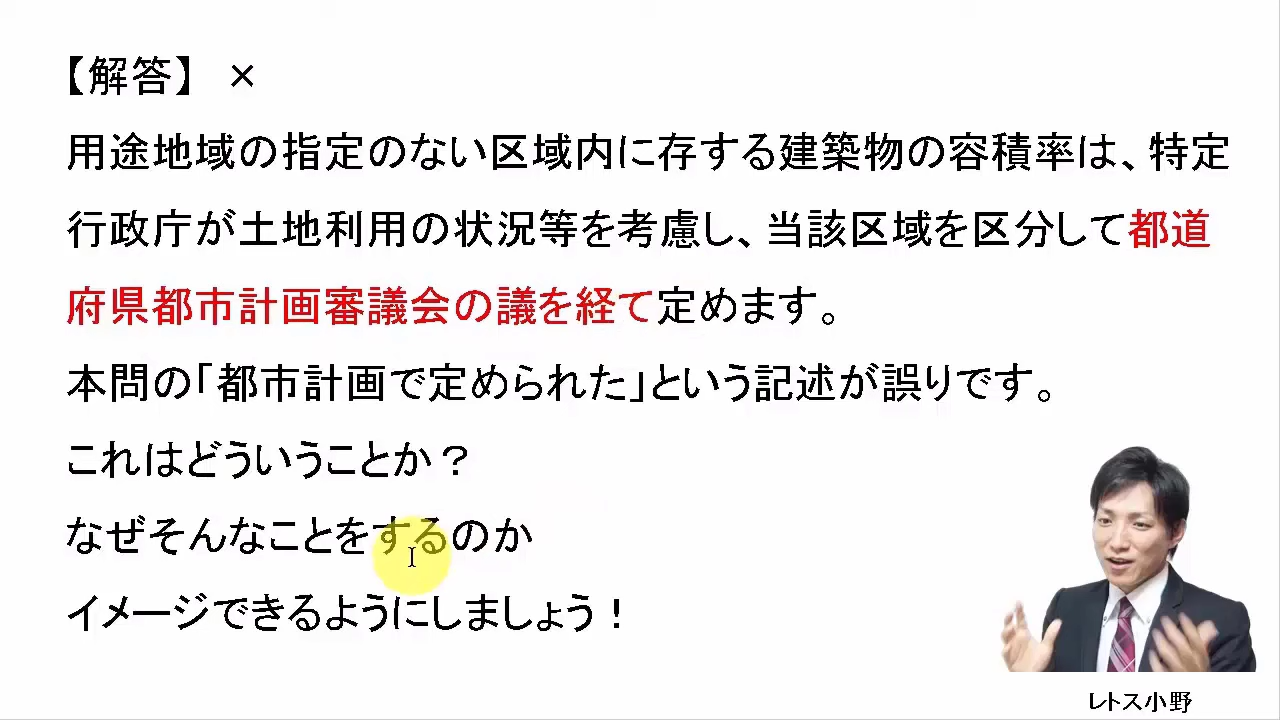 【解答】 ×
用途地域の指定のない区域内に存する建築物の容積率は、特定
行政庁が土地利用の状況等を考慮し、当該区域を区分して都道
府県都市計画審議会の議を経て定めます。
本問の「都市計画で定められた」という記述が誤りです。
これはどういうことか？
なぜそんなことをするのか
イメージできるようにしましょう！
レトス小野